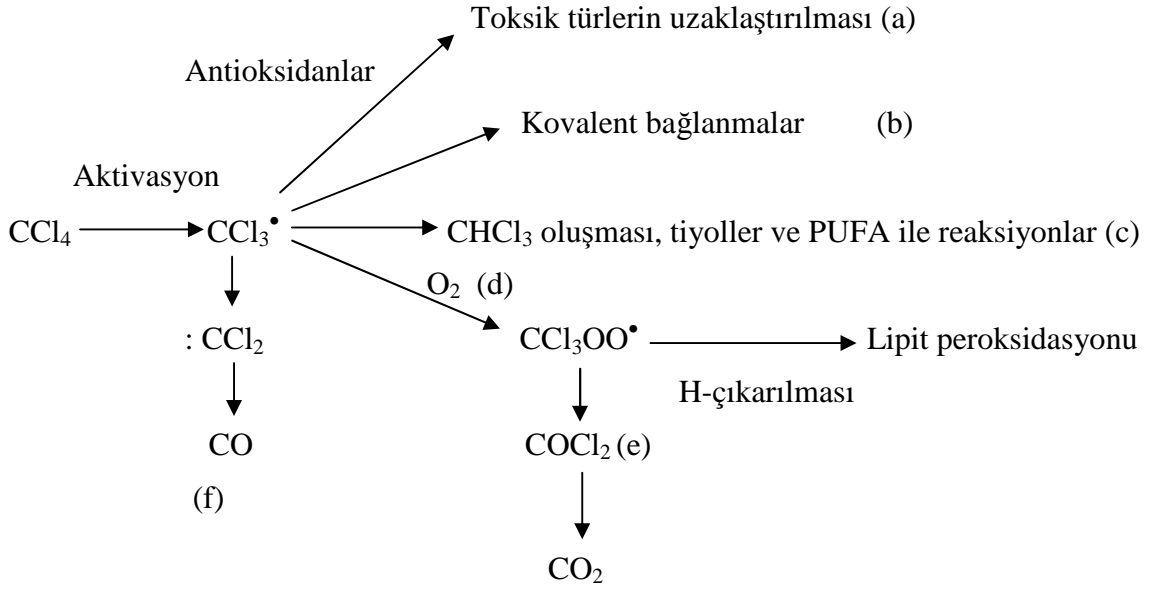 Toksik türlerin uzaklaştırılması (a)
Antioksidanlar
Kovalent bağlanmalar (b)
Aktivasyon
CCl₄ CCl₃• CHCl₃ oluşması, tiyoller ve PUFA ile reaksiyonlar (c)
O₂ (d)
: CCl₂ CCl₃OO• Lipit peroksidasyonu
H-çıkarılması
CO COCl₂ (e)
(f)
CO₂